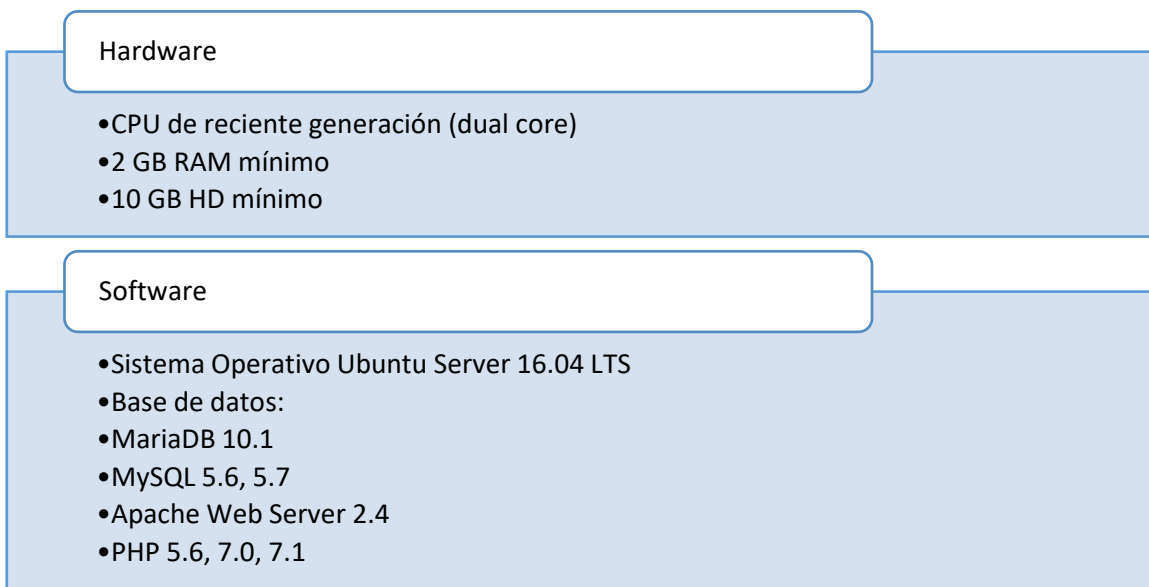 Hardware
•CPU de reciente generación (dual core)
•2 GB RAM mínimo
•10 GB HD mínimo
Software
•Sistema Operativo Ubuntu Server 16.04 LTS
•Base de datos:
•MariaDB 10.1
•MySQL 5.6, 5.7
•Apache Web Server 2.4
•PHP 5.6, 7.0, 7.1